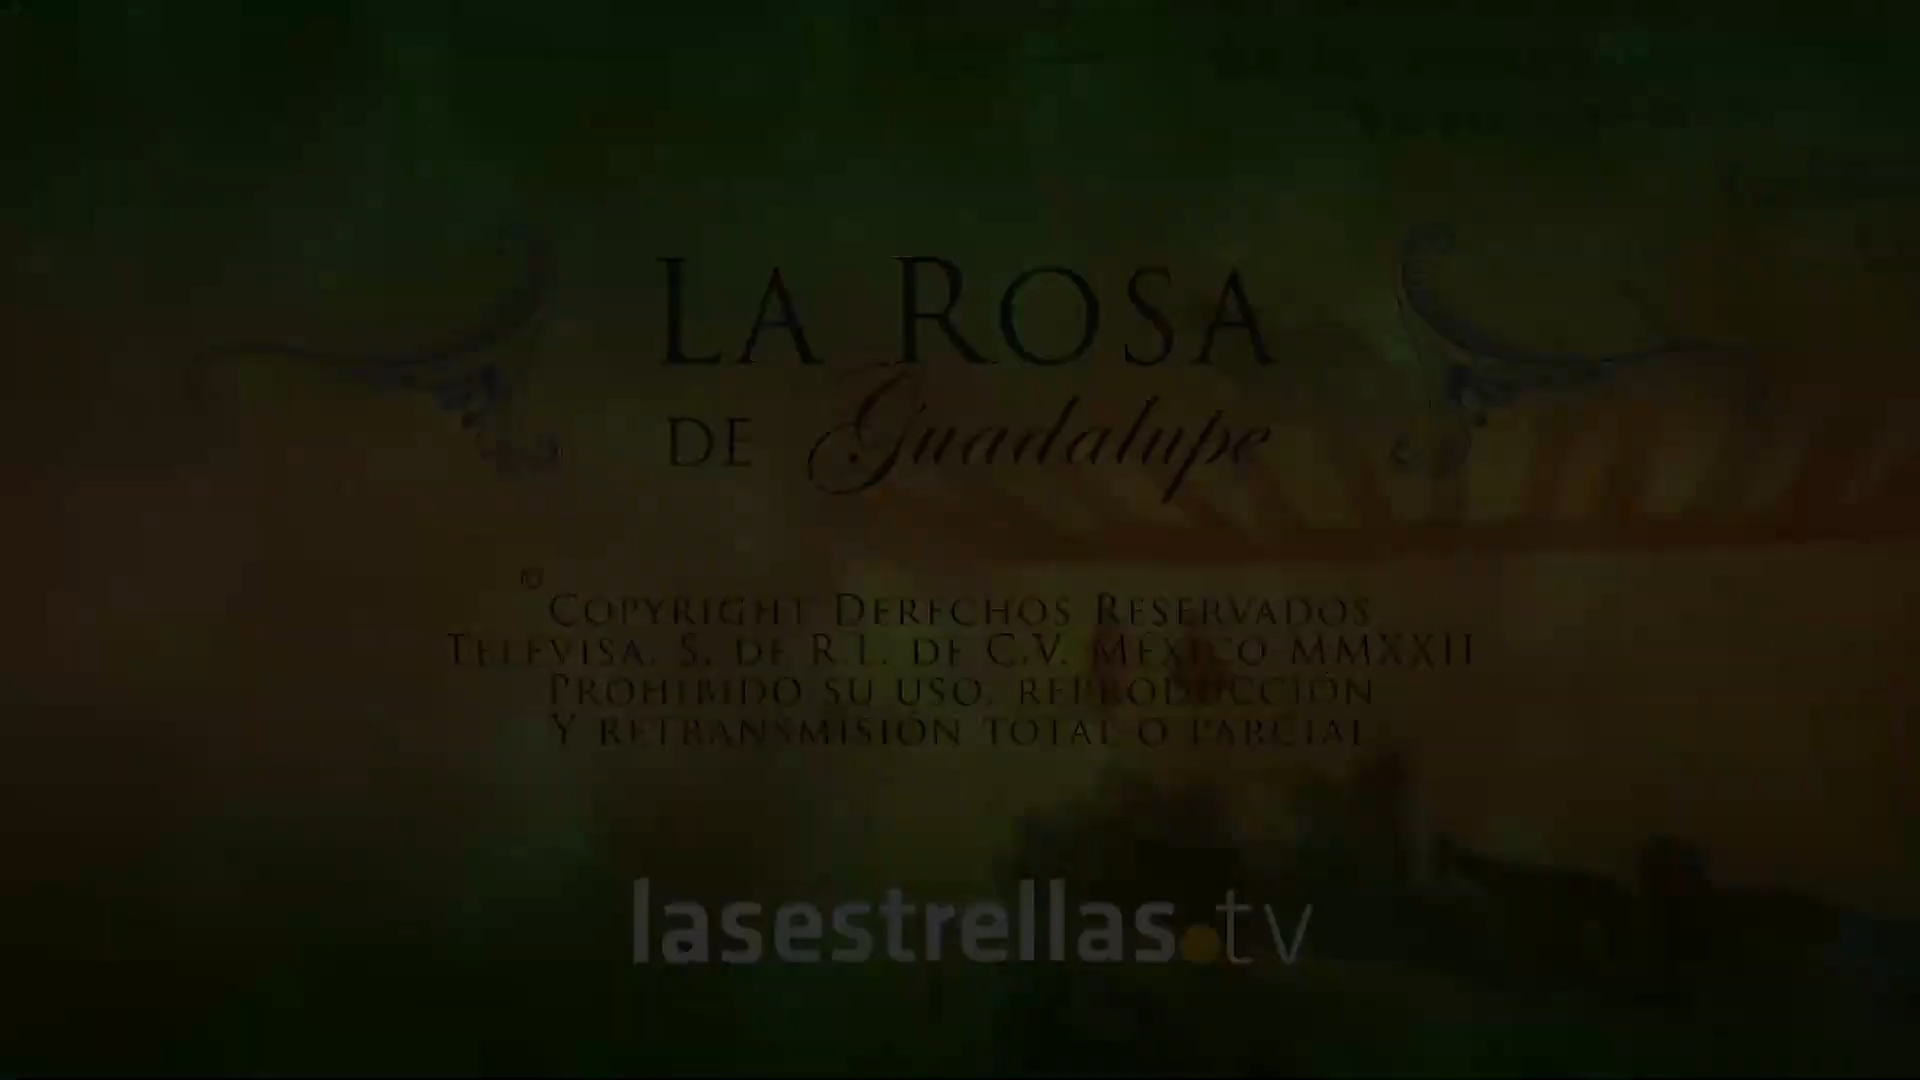 LA ROSA
DE Guadalupe
©
COPYRIGHT DERECHOS RESERVADOS
TELEVISA, S. DE R.L. DE C.V. MÉXICO MMXXII
PROHIBIDO SU USO, REPRODUCCIÓN
Y RETRANSMISIÓN TOTAL O PARCIAL
lasestrellas.tv